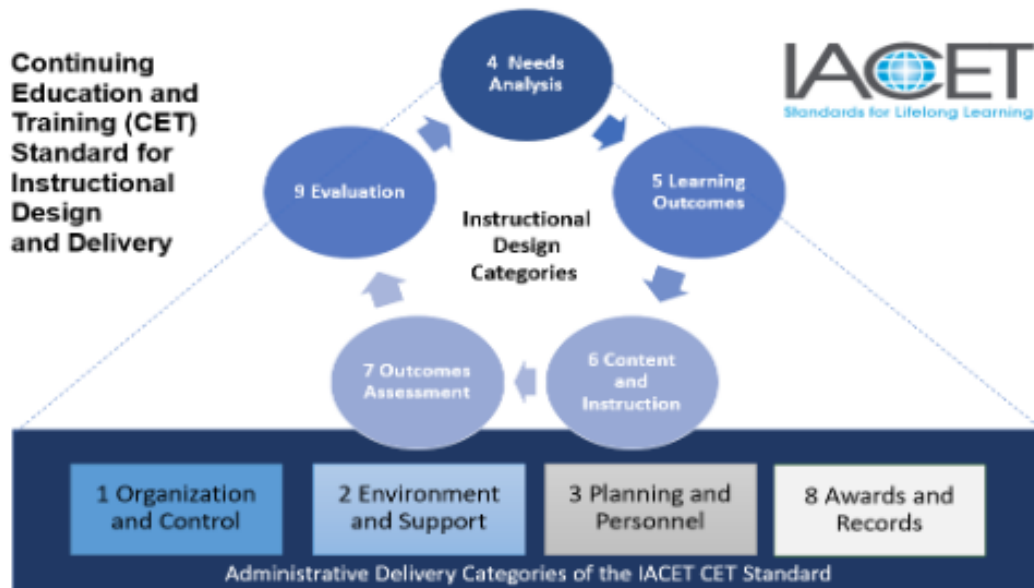 Continuing
Education and
Training (CET)
Standard for
Instructional
Design
and Delivery
IACET
Standards for Lifelong Learning
4 Needs
Analysis
9 Evaluation
5 Learning
Outcomes
Instructional
Design
Categories
7 Outcomes
Assessment
6 Content
and
Instruction
1 Organization
and Control
2 Environment
and Support
3 Planning and
Personnel
8 Awards and
Records
Administrative Delivery Categories of the IACET CET Standard